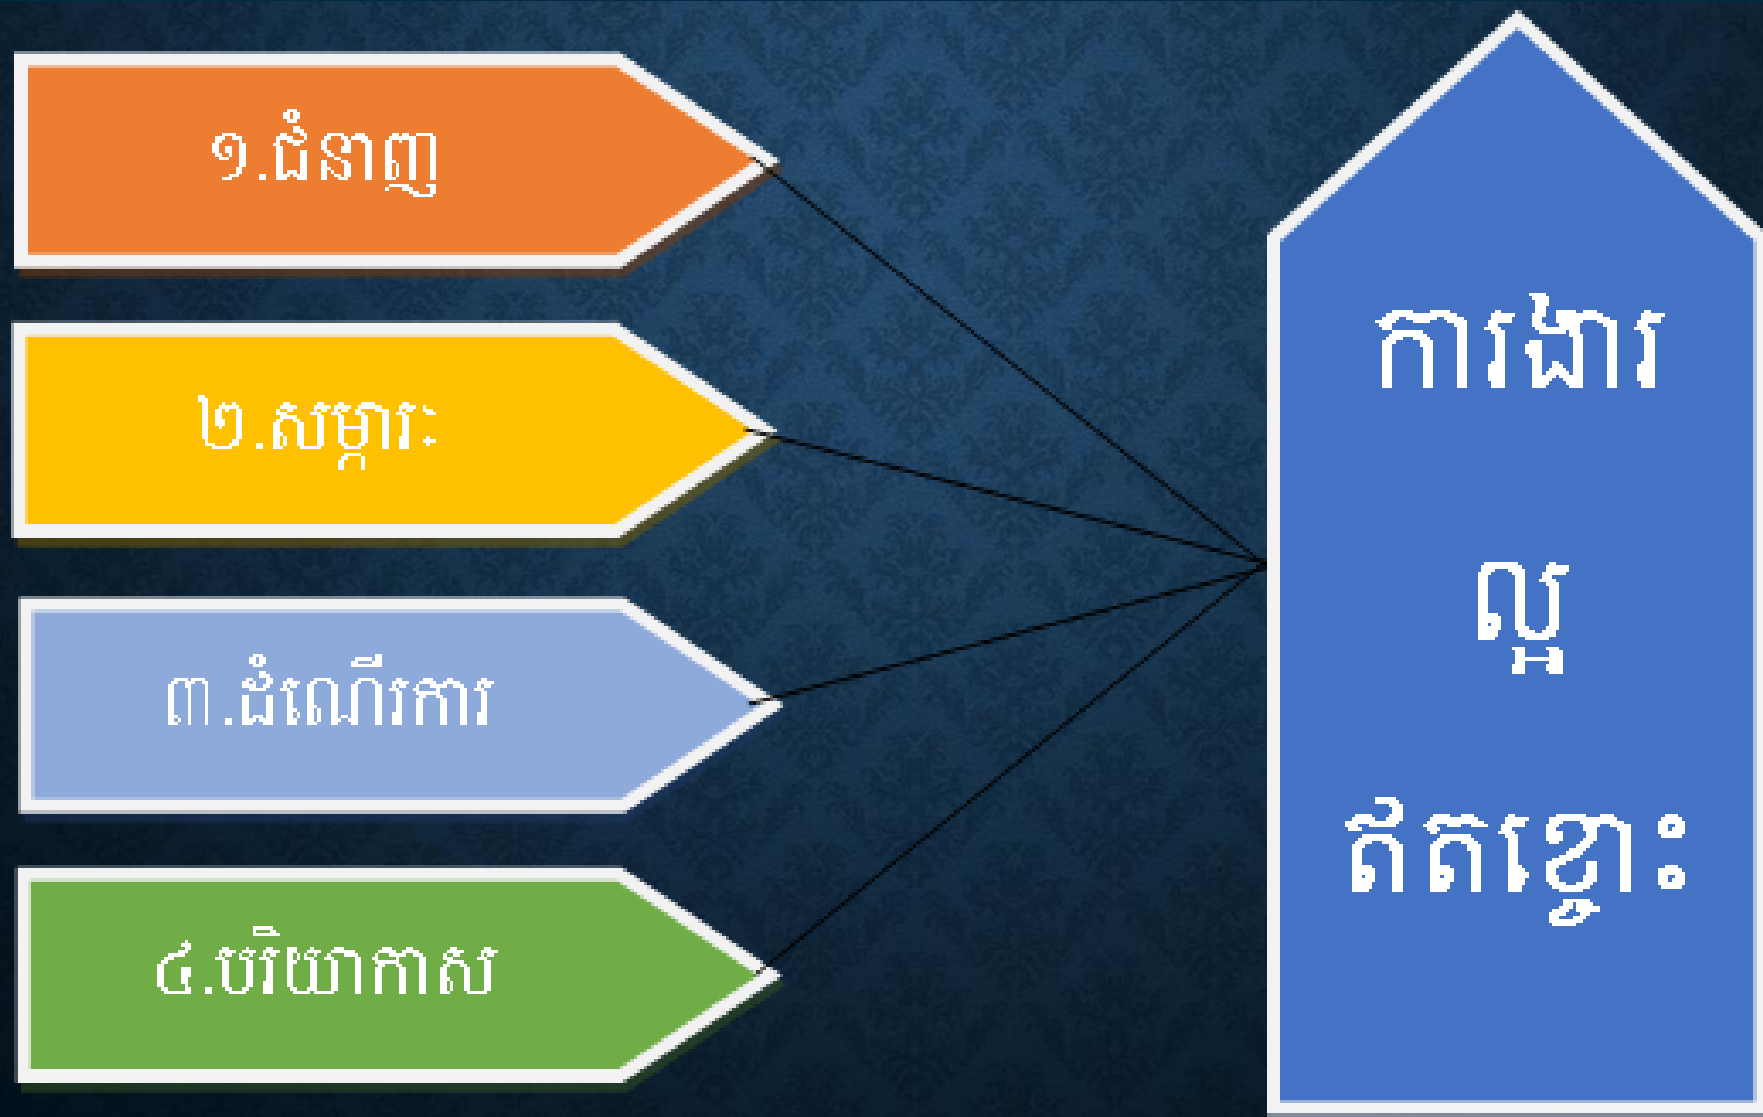 ១.ជំនាញ
២.សម្ភារៈ
៣.ដំណើរការ
៤.បរិយាកាស
ការងារ
ល្អ
ឥតខ្ចោះ